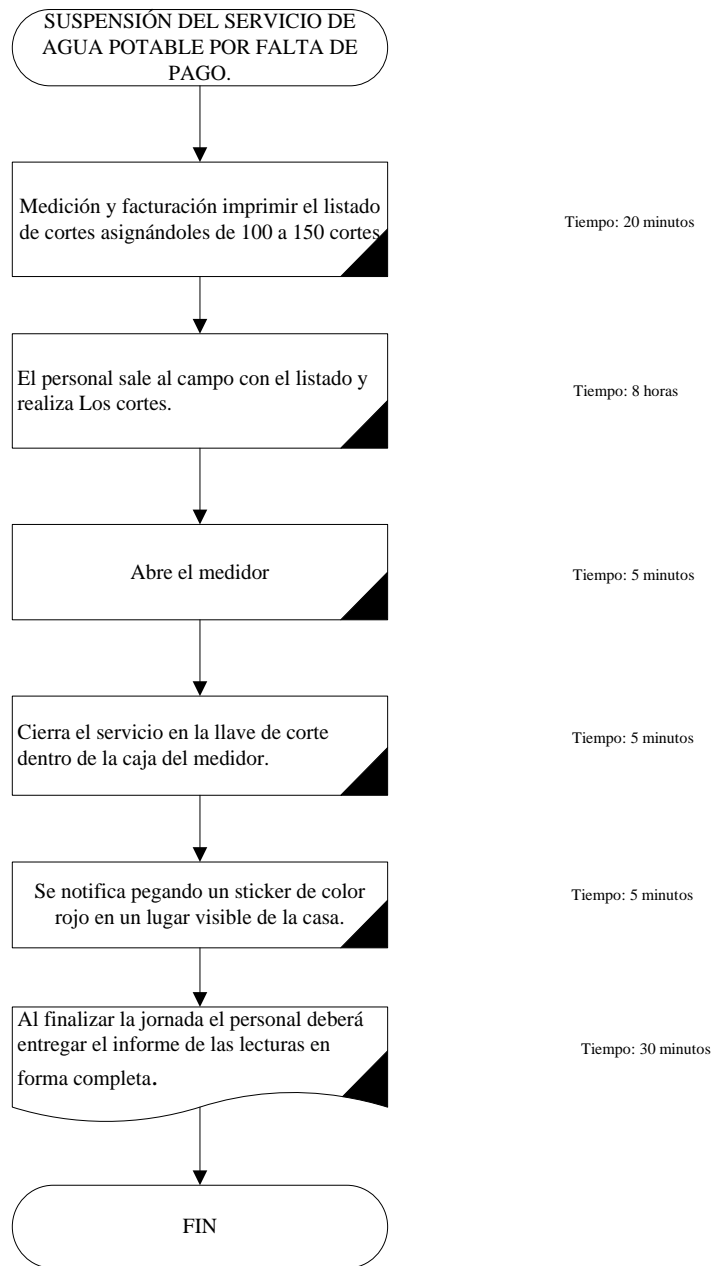 SUSPENSIÓN DEL SERVICIO DE
AGUA POTABLE POR FALTA DE
PAGO.
Medición y facturación imprimir el listado
de cortes asignándoles de 100 a 150 cortes
Tiempo: 20 minutos
El personal sale al campo con el listado y
realiza Los cortes.
Tiempo: 8 horas
Abre el medidor
Tiempo: 5 minutos
Cierra el servicio en la llave de corte
dentro de la caja del medidor.
Tiempo: 5 minutos
Se notifica pegando un sticker de color
rojo en un lugar visible de la casa.
Tiempo: 5 minutos
Al finalizar la jornada el personal deberá
entregar el informe de las lecturas en
forma completa.
Tiempo: 30 minutos
FIN